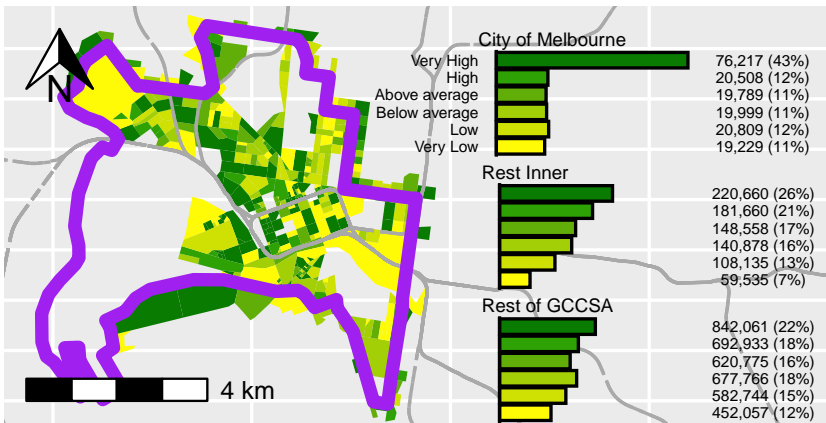 N
4 km
City of Melbourne
Very High 76,217 (43%)
High 20,508 (12%)
Above average 19,789 (11%)
Below average 19,999 (11%)
Low 20,809 (12%)
Very Low 19,229 (11%)
Rest Inner
220,660 (26%)
181,660 (21%)
148,558 (17%)
140,878 (16%)
108,135 (13%)
59,535 (7%)
Rest of GCCSA
842,061 (22%)
692,933 (18%)
620,775 (16%)
677,766 (18%)
582,744 (15%)
452,057 (12%)